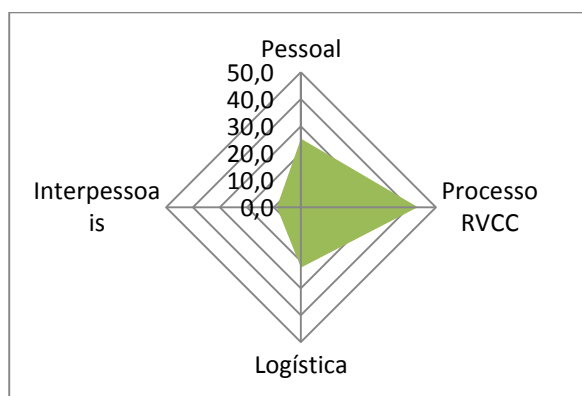 Pessoal
50,0
40,0
30,0
20,0
10,0
0,0
Interpessoa
is
Processo
RVCC
Logística